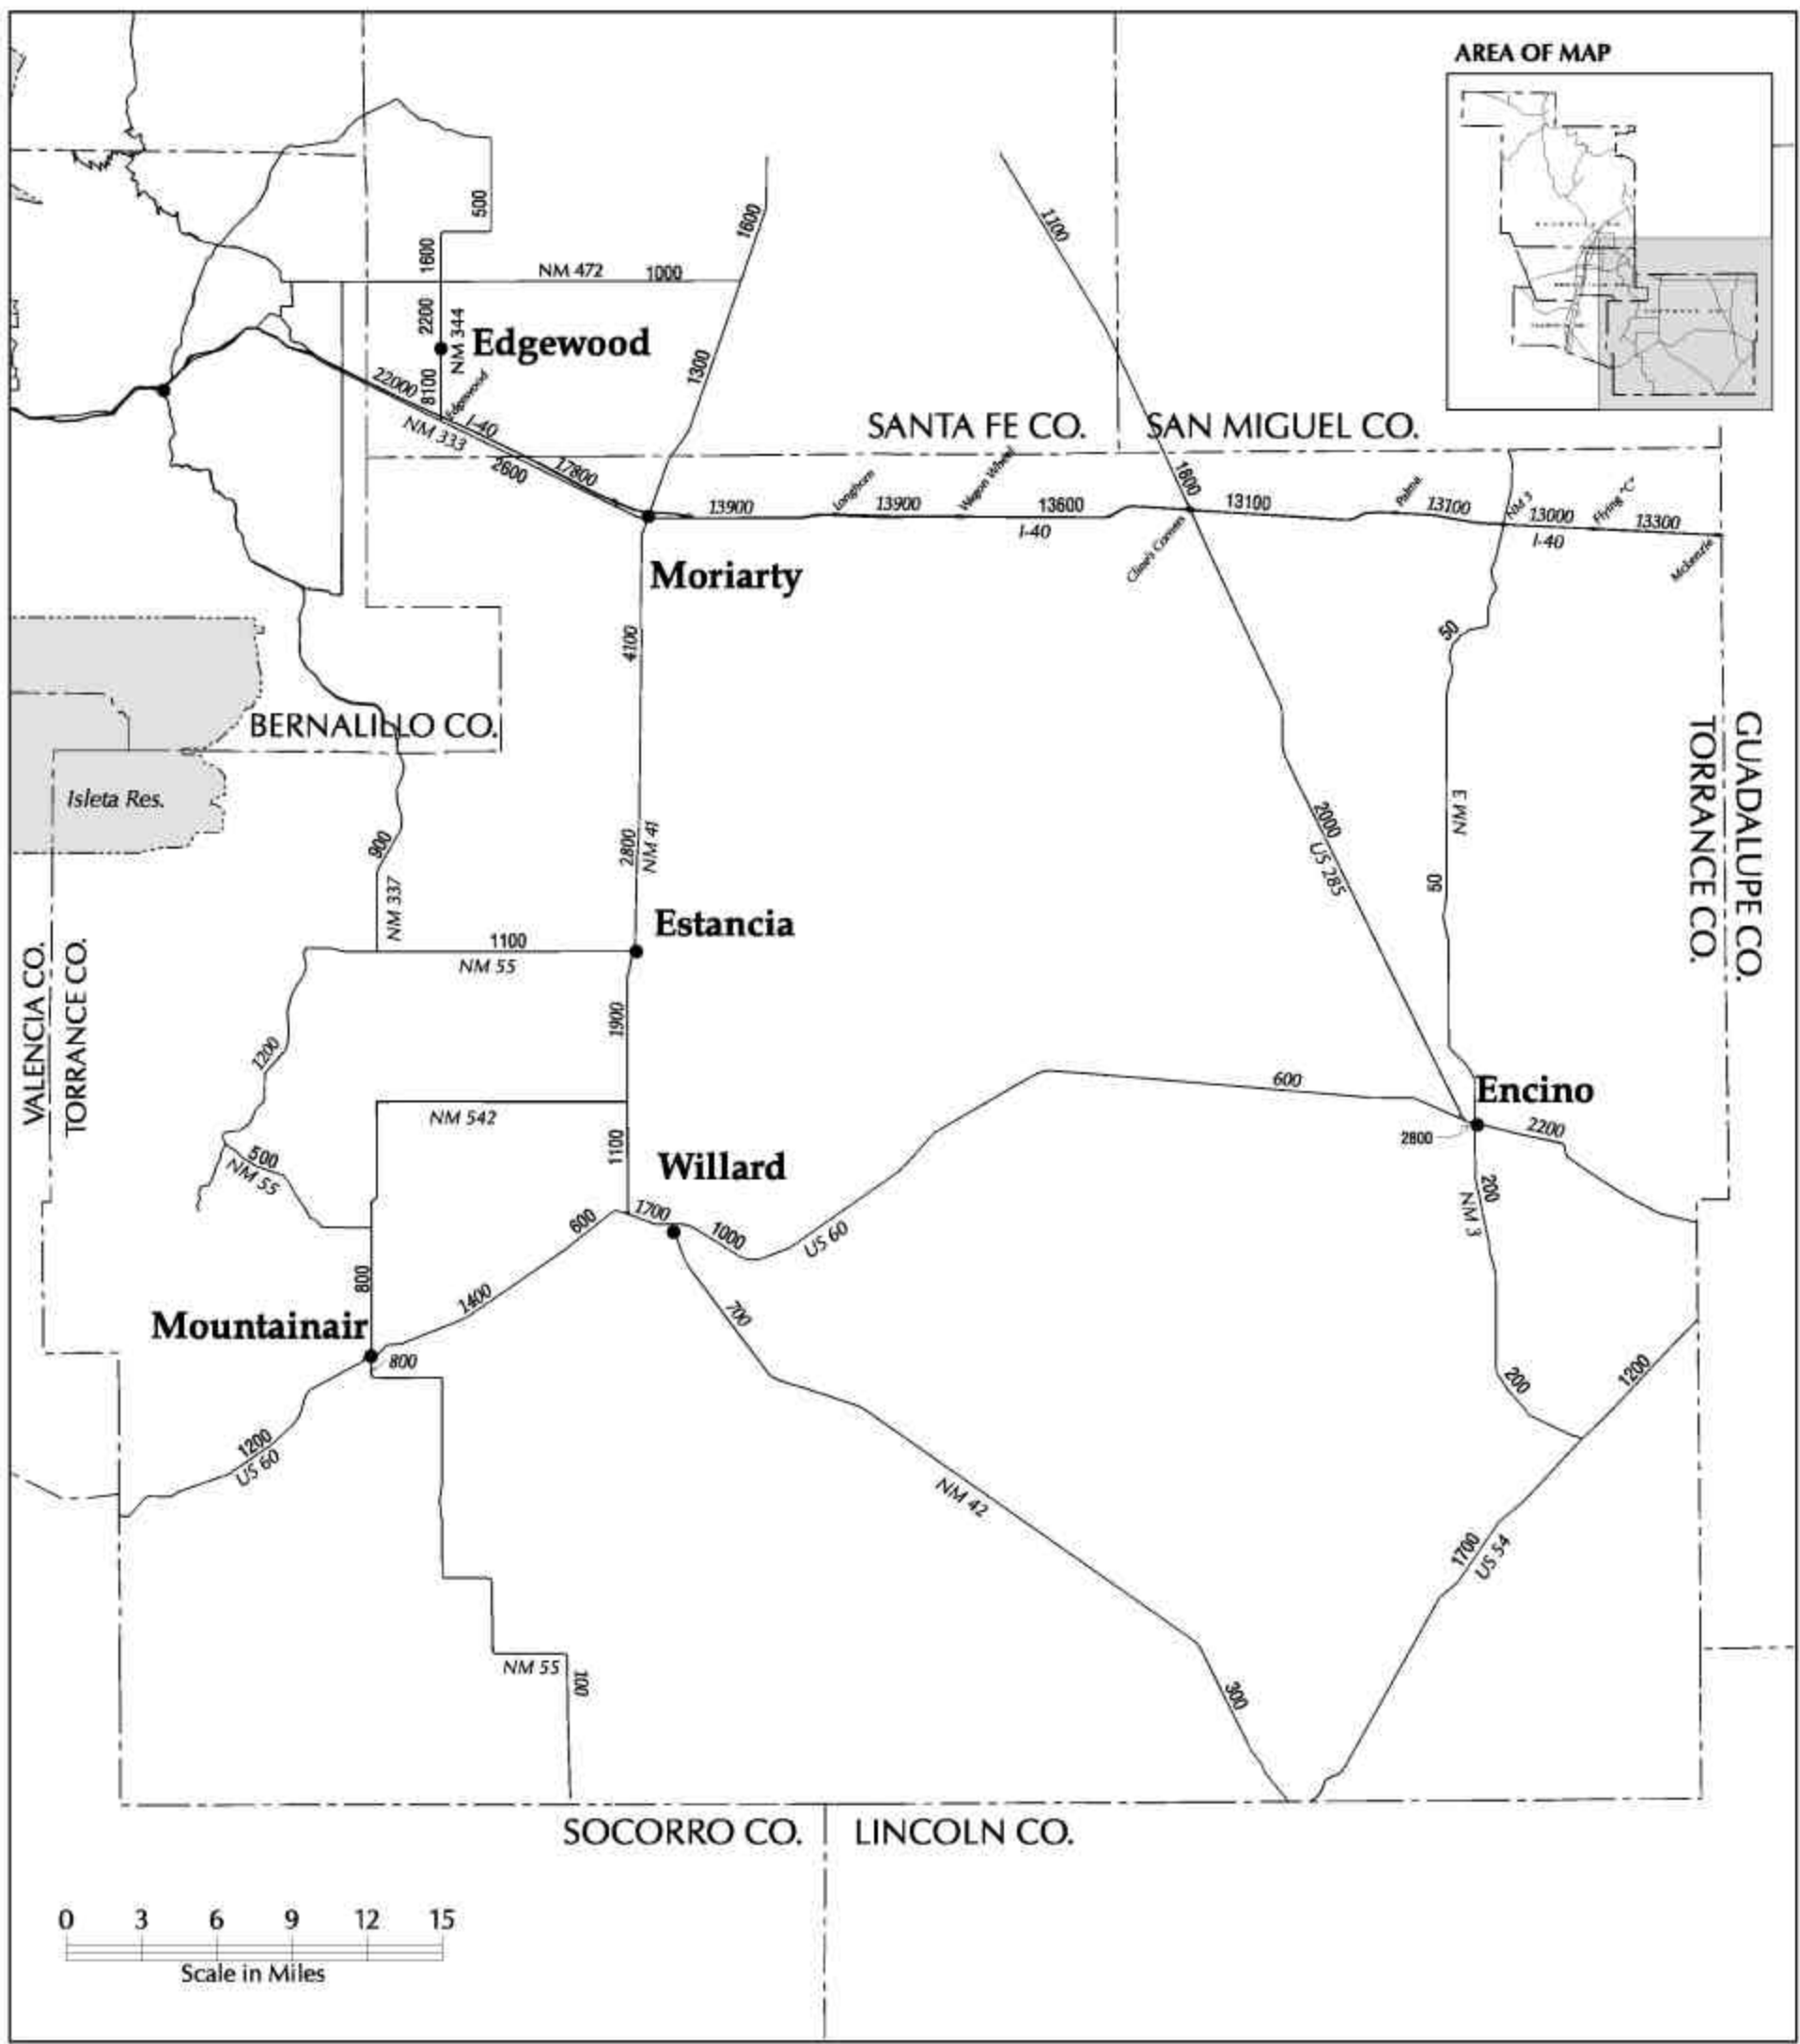 AREA OF MAP
500
1600
1600
1100
NM 472
1000
2200
NM 344
Edgewood
8100
Edgewood
22000
1300
I-40
NM 333
SANTA FE CO.
SAN MIGUEL CO.
2600
17800
1800
13900
Longhorn
13900
Wagon Wheel
13600
I-40
Cline's Corners
13100
Palma
13100
NM 3
13000
I-40
Flying "C"
13300
Mckenzie
Moriarty
4100
50
BERNALILLO CO.
GUADALUPE CO.
TORRANCE CO.
Isleta Res.
900
2800
NM 41
2000
US 285
NM 3
NM 337
Estancia
1100
NM 55
VALENCIA CO.
TORRANCE CO.
1900
1200
600
Encino
NM 542
1100
2800
2200
500
NM 55
Willard
200
NM 3
600
1700
1000
US 60
800
1400
700
Mountainair
800
200
1200
1200
US 60
NM 42
1700
US 54
NM 55
100
300
SOCORRO CO.
LINCOLN CO.
0 3 6 9 12 15
Scale in Miles